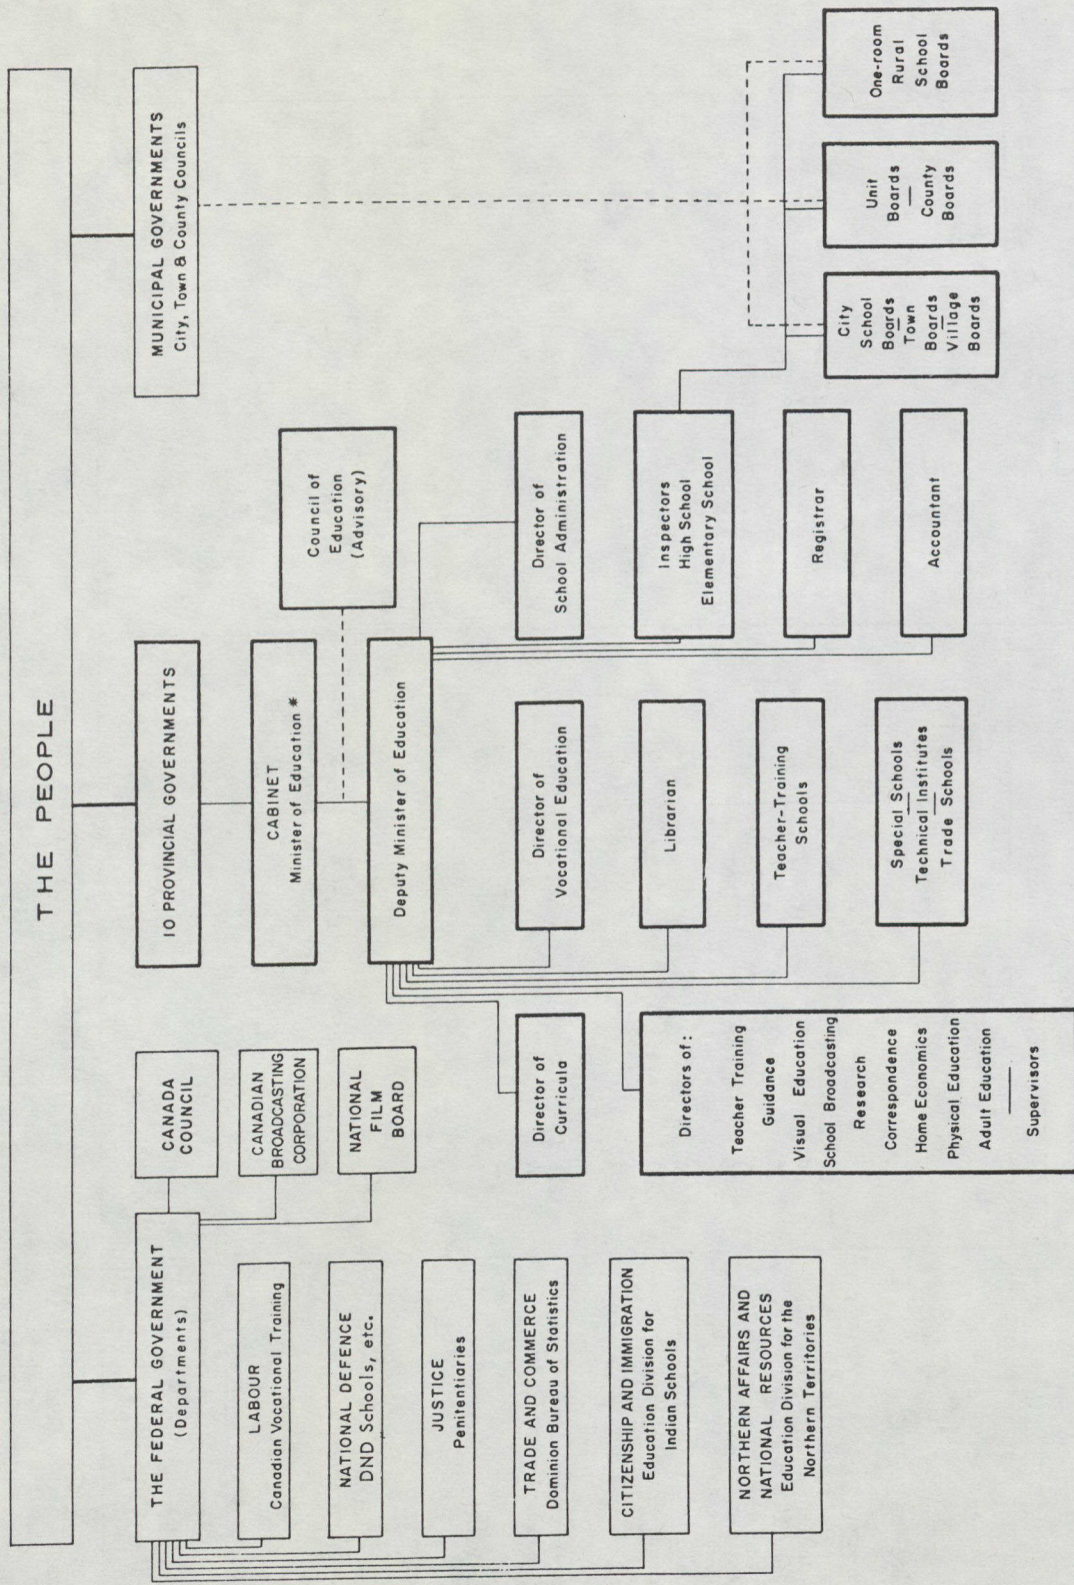 THE PEOPLE
THE FEDERAL GOVERNMENT
(Departments)
CANADA
COUNCIL
CANADIAN
BROADCASTING
CORPORATION
NATIONAL
FILM
BOARD
LABOUR
Canadian Vocational Training
NATIONAL DEFENCE
DND Schools, etc.
JUSTICE
Penitentiaries
TRADE AND COMMERCE
Dominion Bureau of Statistics
CITIZENSHIP AND IMMIGRATION
Education Division for
Indian Schools
NORTHERN AFFAIRS AND
NATIONAL RESOURCES
Education Division for the
Northern Territories
10 PROVINCIAL GOVERNMENTS
CABINET
Minister of Education *
Council of
Education
(Advisory)
Deputy Minister of Education
Director of
Curricula
Directors of:
Teacher Training
Guidance
Visual Education
School Broadcasting
Research
Correspondence
Home Economics
Physical Education
Adult Education
Supervisors
Director of
Vocational Education
Librarian
Teacher-Training
Schools
Special Schools
Technical Institutes
Trade Schools
Director of
School Administration
Inspectors
High School
Elementary School
Registrar
Accountant
MUNICIPAL GOVERNMENTS
City, Town & County Councils
City
School
Boards
Town
Boards
Village
Boards
Unit
Boards
County
Boards
One-room
Rural
School
Boards